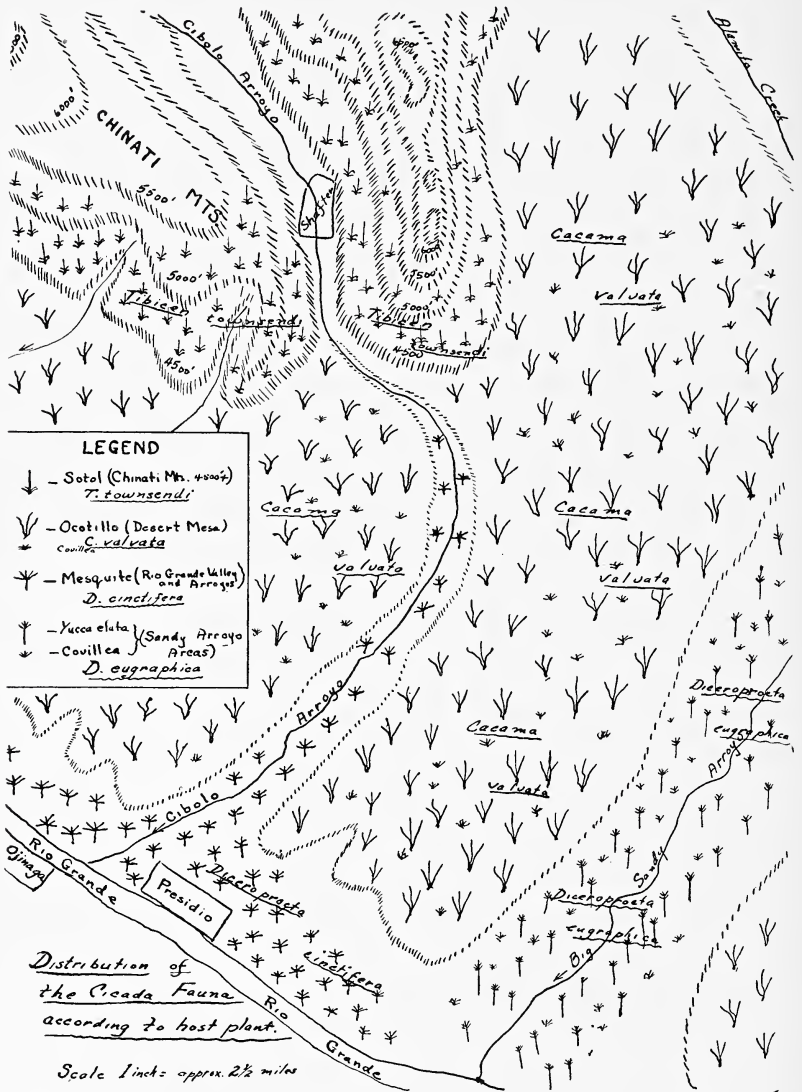 Cibolo Arroyo
Alamito Creek
6000'
CHINATI
MTS.
5500'
Shafter
5500'
Cacama
valvata
5000'
Tibicen
townsendi
4500'
5000'
Tibicen
townsendi
4500'
LEGEND
Sotol (Chinati Mts. 4500'+)
T. townsendi
Ocotillo (Desert Mesa)
C. valvata
Covillea
Mesquite (Rio Grande Valley
and Arroyos)
D. cinctifera
Yucca elata } (Sandy Arroyo
Covillea Areas)
D. eugraphica
Cacama
valvata
Cacama
valvata
Diceroprocta
eugraphica
Cacama
valvata
Cibolo Arroyo
Rio Grande
Ojinaga
Presidio
Diceroprocta
cinctifera
Big Sandy Arroyo
Diceroprocta
eugraphica
Rio Grande
Distribution of
the Cicada Fauna
according to host plant.
Scale 1 inch = approx. 2½ miles